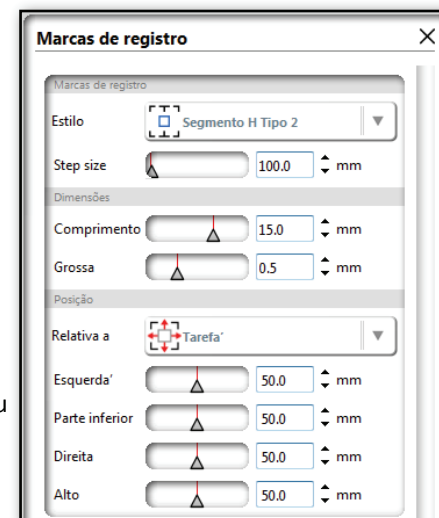 Marcas de registro
Marcas de registro
Estilo Segmento H Tipo 2
Step size 100.0 mm
Dimensões
Comprimento 15.0 mm
Grossa 0.5 mm
Posição
Relativa a Tarefa´
Esquerda´ 50.0 mm
u
Parte inferior 50.0 mm
Direita 50.0 mm
Alto 50.0 mm